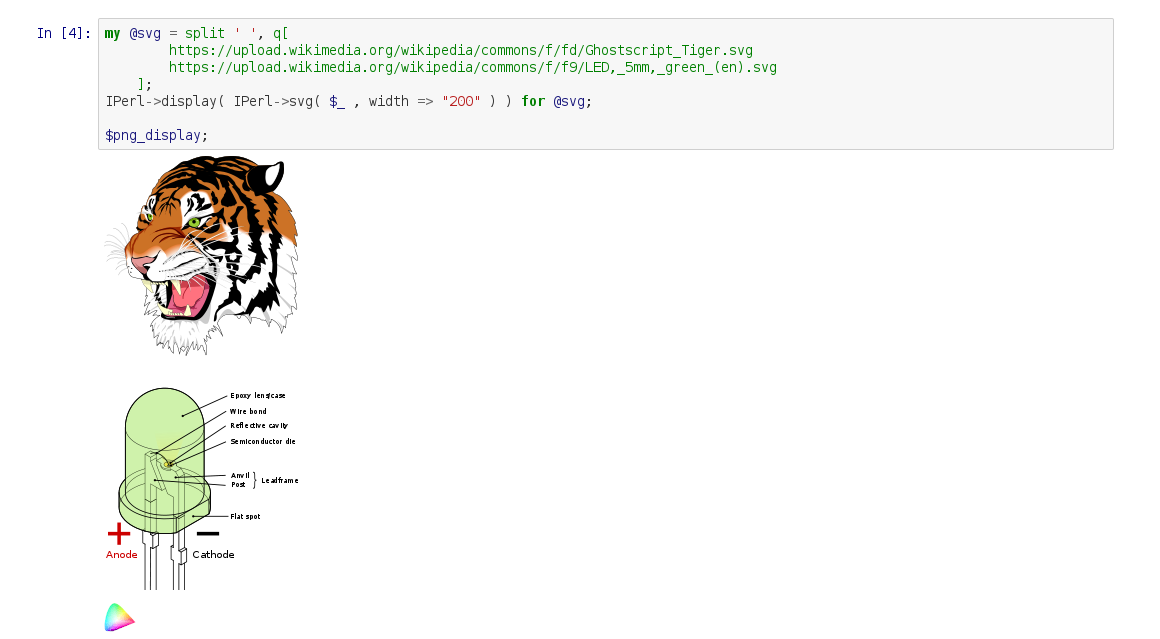 In [4]: my @svg = split ' ', q[
https://upload.wikimedia.org/wikipedia/commons/f/fd/Ghostscript_Tiger.svg
https://upload.wikimedia.org/wikipedia/commons/f/f9/LED,_5mm,_green_(en).svg
];
IPerl->display( IPerl->svg( $_ , width => "200" ) ) for @svg;
$png_display;
Epoxy lens/case
Wire bond
Reflective cavity
Semiconductor die
Anvil
Post
} Leadframe
Flat spot
+ −
Anode Cathode